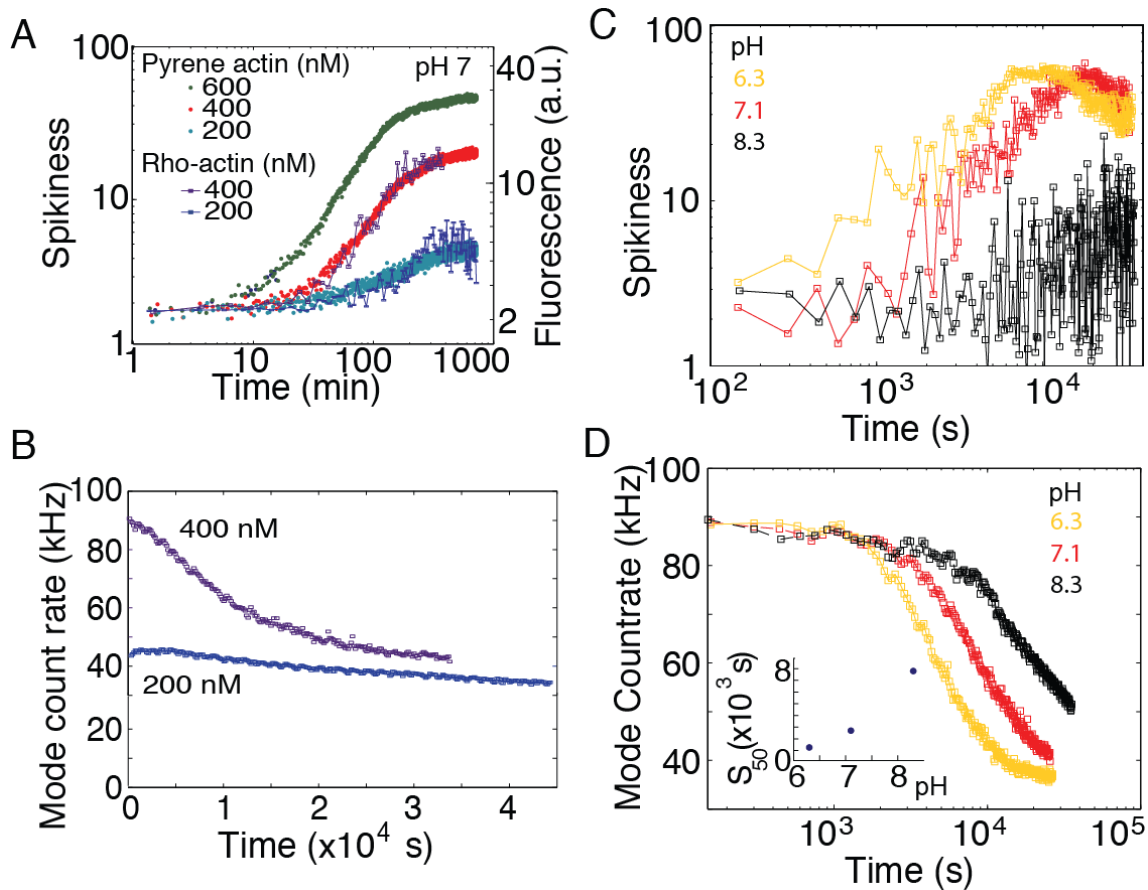 A
100
10
1
Spikiness
Pyrene actin (nM)
600
400
200
Rho-actin (nM)
400
200
pH 7
40
10
2
Fluorescence (a.u.)
1 10 100 1000
Time (min)
B
100
80
60
40
20
0
Mode count rate (kHz)
400 nM
200 nM
0 1 2 3 4
Time (x10⁴ s)
C
100
10
1
Spikiness
pH
6.3
7.1
8.3
10² 10³ 10⁴
Time (s)
D
100
80
60
40
Mode Countrate (kHz)
pH
6.3
7.1
8.3
S₅₀(x10³ s)
8
0
6 7 8
pH
10³ 10⁴ 10⁵
Time (s)